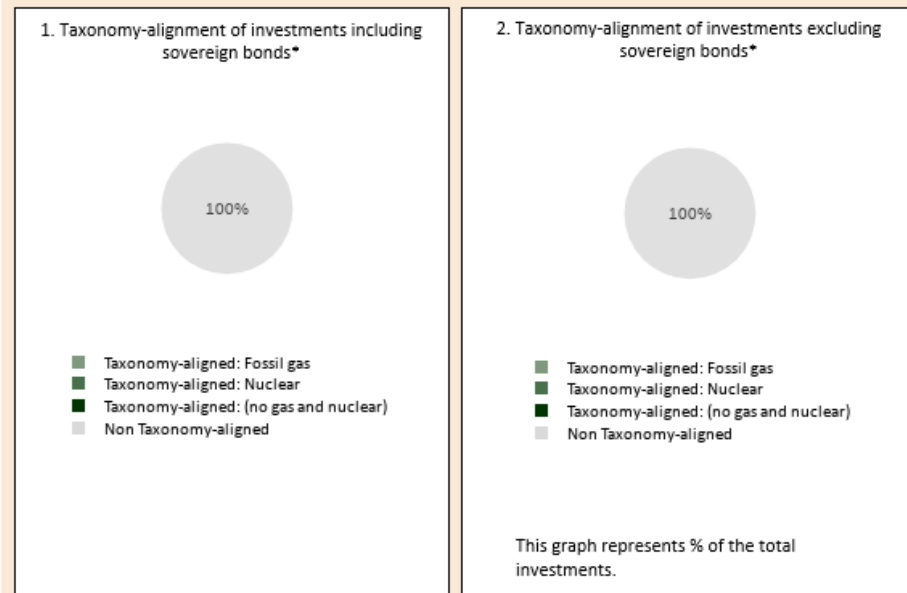 1. Taxonomy-alignment of investments including
sovereign bonds*
100%
Taxonomy-aligned: Fossil gas
Taxonomy-aligned: Nuclear
Taxonomy-aligned: (no gas and nuclear)
Non Taxonomy-aligned
2. Taxonomy-alignment of investments excluding
sovereign bonds*
100%
Taxonomy-aligned: Fossil gas
Taxonomy-aligned: Nuclear
Taxonomy-aligned: (no gas and nuclear)
Non Taxonomy-aligned
This graph represents % of the total
investments.